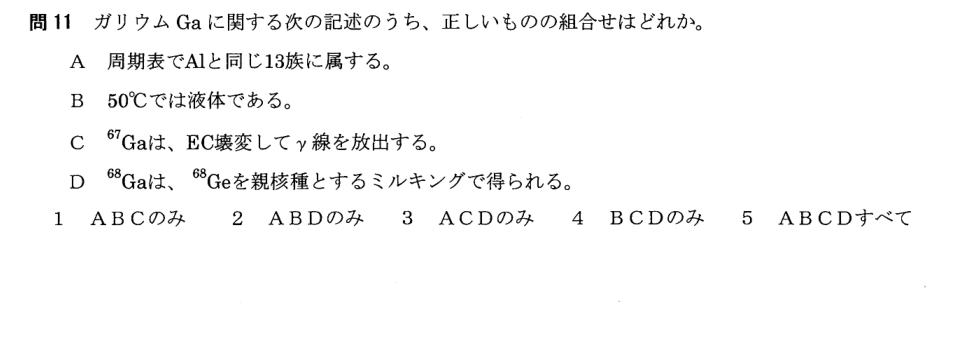 問11 ガリウム Ga に関する次の記述のうち、正しいものの組合せはどれか。
A 周期表でAlと同じ13族に属する。
B 50℃では液体である。
C ⁶⁷Gaは、EC壊変してγ線を放出する。
D ⁶⁸Gaは、⁶⁸Geを親核種とするミルキングで得られる。
1 ＡＢＣのみ 2 ＡＢＤのみ 3 ＡＣＤのみ 4 ＢＣＤのみ 5 ＡＢＣＤすべて